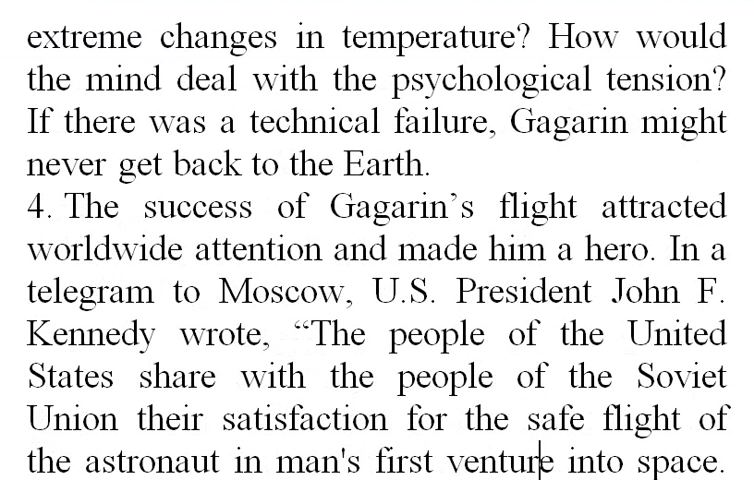 extreme changes in temperature? How would
the mind deal with the psychological tension?
If there was a technical failure, Gagarin might
never get back to the Earth.
4. The success of Gagarin’s flight attracted
worldwide attention and made him a hero. In a
telegram to Moscow, U.S. President John F.
Kennedy wrote, “The people of the United
States share with the people of the Soviet
Union their satisfaction for the safe flight of
the astronaut in man's first venture into space.